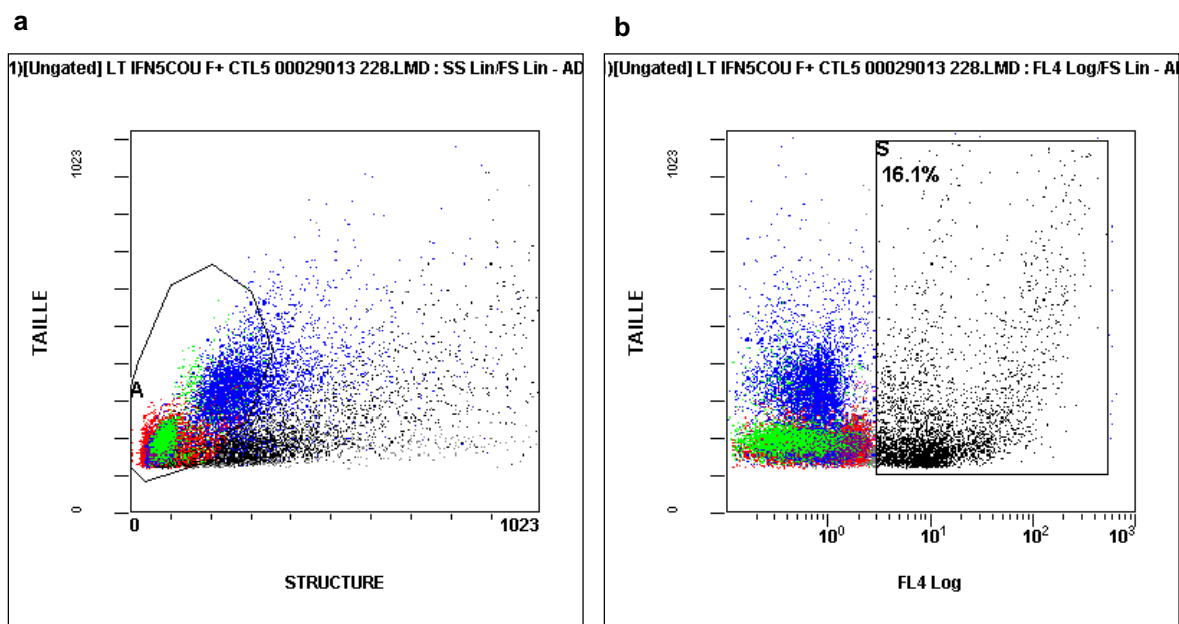 a
b
1)[Ungated] LT IFN5COU F+ CTL5 00029013 228.LMD : SS Lin/FS Lin - AD
)[Ungated] LT IFN5COU F+ CTL5 00029013 228.LMD : FL4 Log/FS Lin - AD
1023
TAILLE
A
0
0
1023
STRUCTURE
1023
S
16.1%
TAILLE
0
10⁰
10¹
10²
10³
FL4 Log